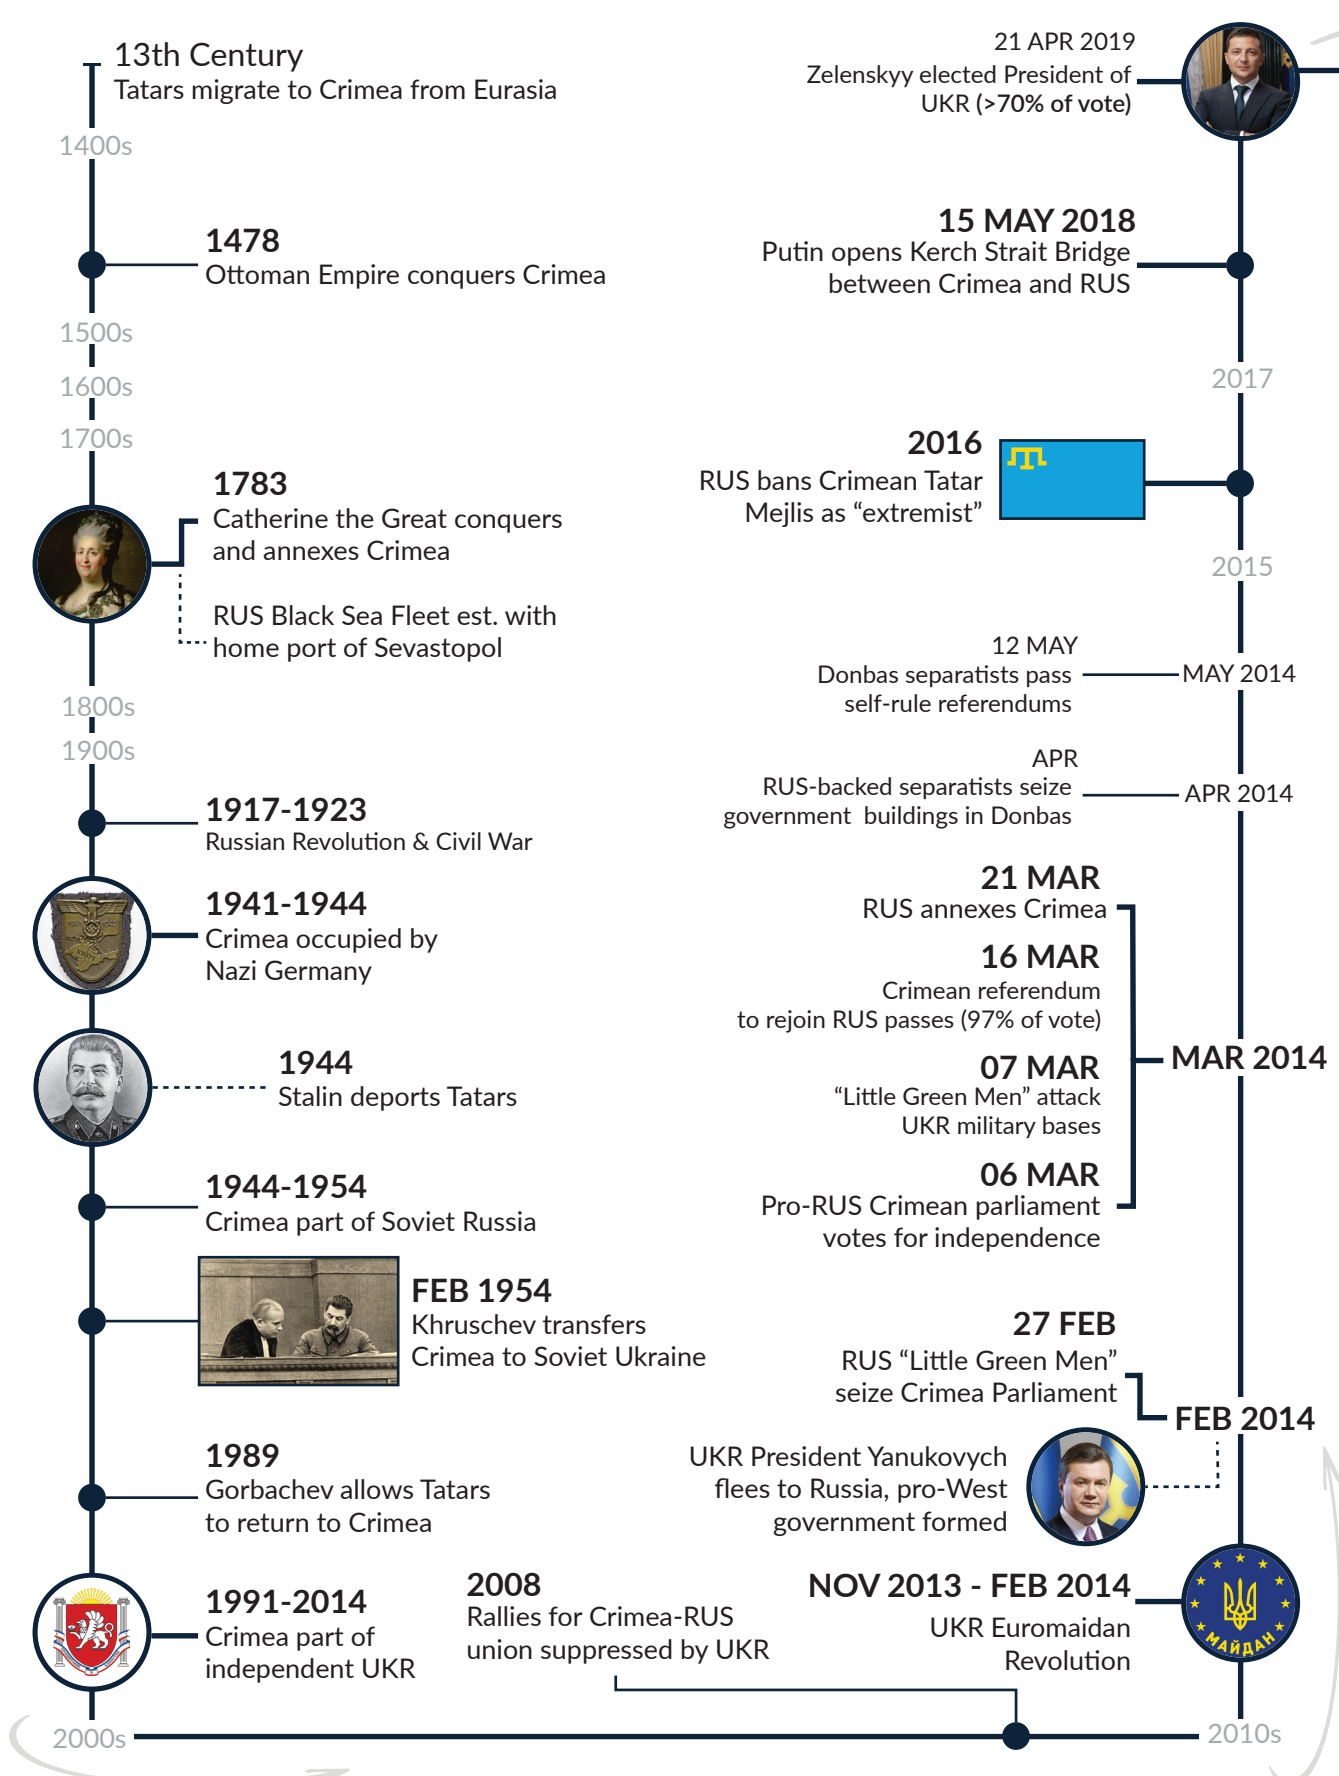 13th Century
Tatars migrate to Crimea from Eurasia
1400s
1478
Ottoman Empire conquers Crimea
1500s
1600s
1700s
1783
Catherine the Great conquers
and annexes Crimea
RUS Black Sea Fleet est. with
home port of Sevastopol
1800s
1900s
1917-1923
Russian Revolution & Civil War
1941-1944
Crimea occupied by
Nazi Germany
1944
Stalin deports Tatars
1944-1954
Crimea part of Soviet Russia
FEB 1954
Khruschev transfers
Crimea to Soviet Ukraine
1989
Gorbachev allows Tatars
to return to Crimea
1991-2014
Crimea part of
independent UKR
2000s
2008
Rallies for Crimea-RUS
union suppressed by UKR
2010s
NOV 2013 - FEB 2014
UKR Euromaidan
Revolution
МАЙДАН
UKR President Yanukovych
flees to Russia, pro-West
government formed
FEB 2014
27 FEB
RUS “Little Green Men”
seize Crimea Parliament
MAR 2014
06 MAR
Pro-RUS Crimean parliament
votes for independence
07 MAR
“Little Green Men” attack
UKR military bases
16 MAR
Crimean referendum
to rejoin RUS passes (97% of vote)
21 MAR
RUS annexes Crimea
APR 2014
APR
RUS-backed separatists seize
government buildings in Donbas
MAY 2014
12 MAY
Donbas separatists pass
self-rule referendums
2015
2016
RUS bans Crimean Tatar
Mejlis as “extremist”
2017
15 MAY 2018
Putin opens Kerch Strait Bridge
between Crimea and RUS
21 APR 2019
Zelenskyy elected President of
UKR (>70% of vote)